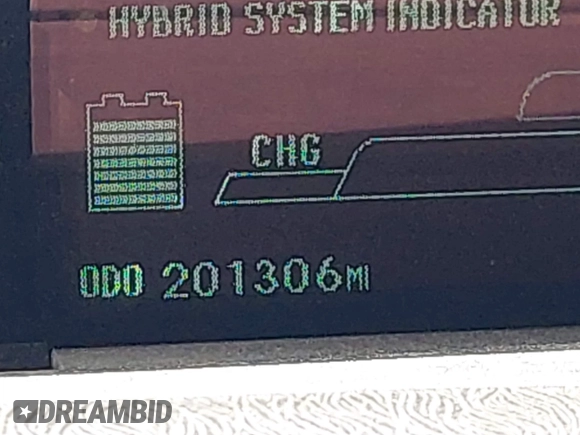 HYBRID SYSTEM INDICATOR
CHG
ODO 201306MI
DREAMBID